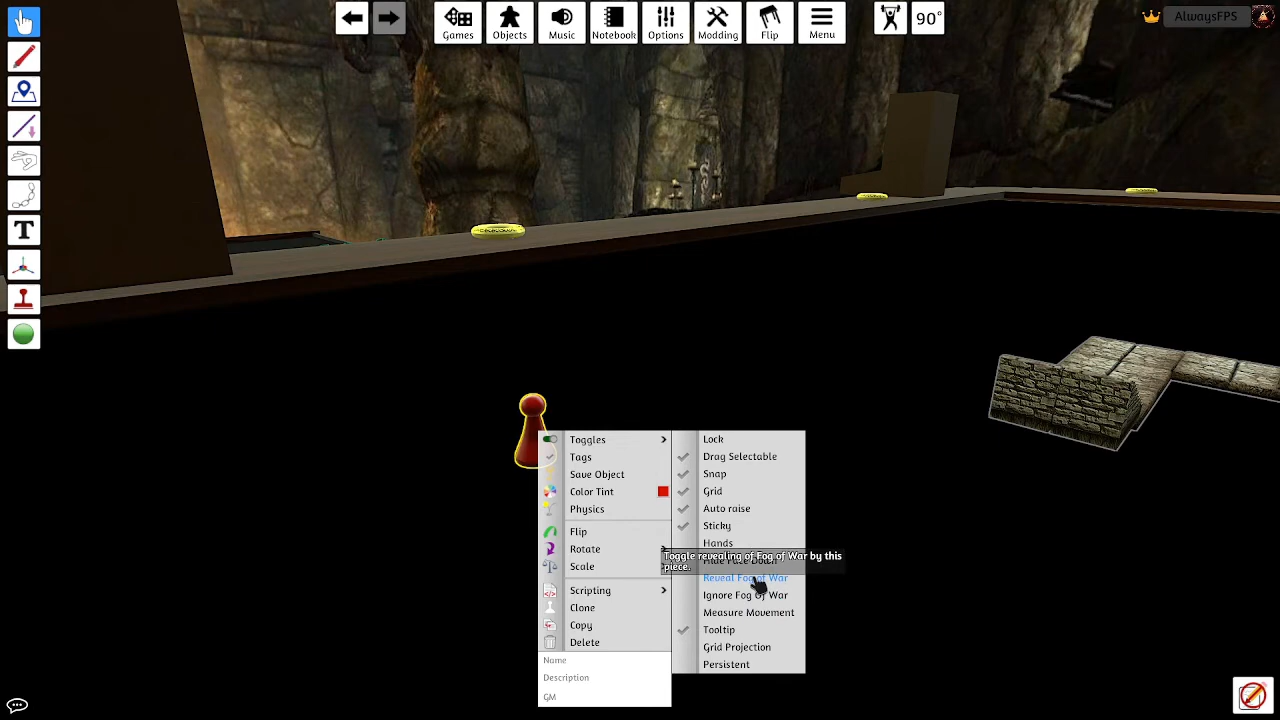 Games
Objects
Music
Notebook
Options
Modding
Flip
Menu
90°
AlwaysFPS
T
Toggles
Tags
Save Object
Color Tint
Physics
Flip
Rotate
Scale
Scripting
Clone
Copy
Delete
Name
Description
GM
Lock
Drag Selectable
Snap
Grid
Auto raise
Sticky
Hands
Toggle revealing of Fog of War by this
piece.
Hide Face Down
Reveal Fog of War
Ignore Fog Of War
Measure Movement
Tooltip
Grid Projection
Persistent